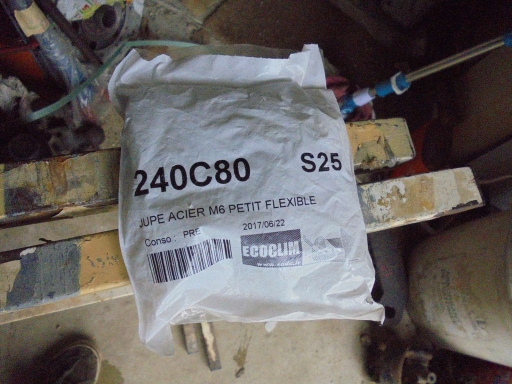 240C80 S25
JUPE ACIER M6 PETIT FLEXIBLE
Conso : PRE 2017/06/22
ECOCLIM